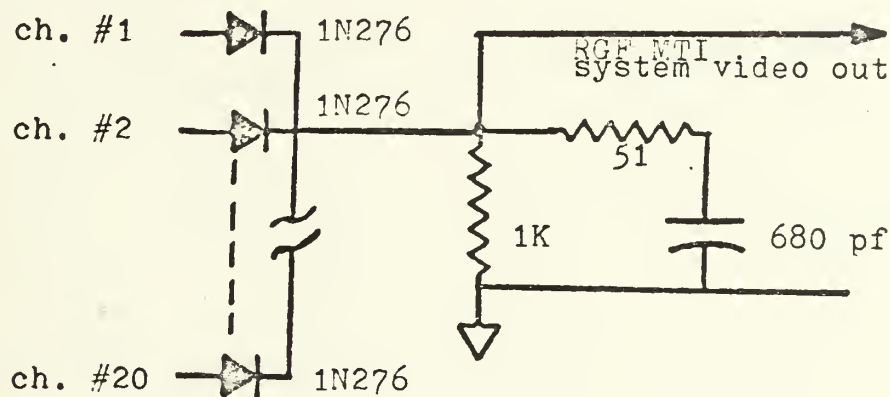 ch. #1
1N276
RGF MTI
system video out
1N276
ch. #2
51
1K
680 pf
ch. #20
1N276